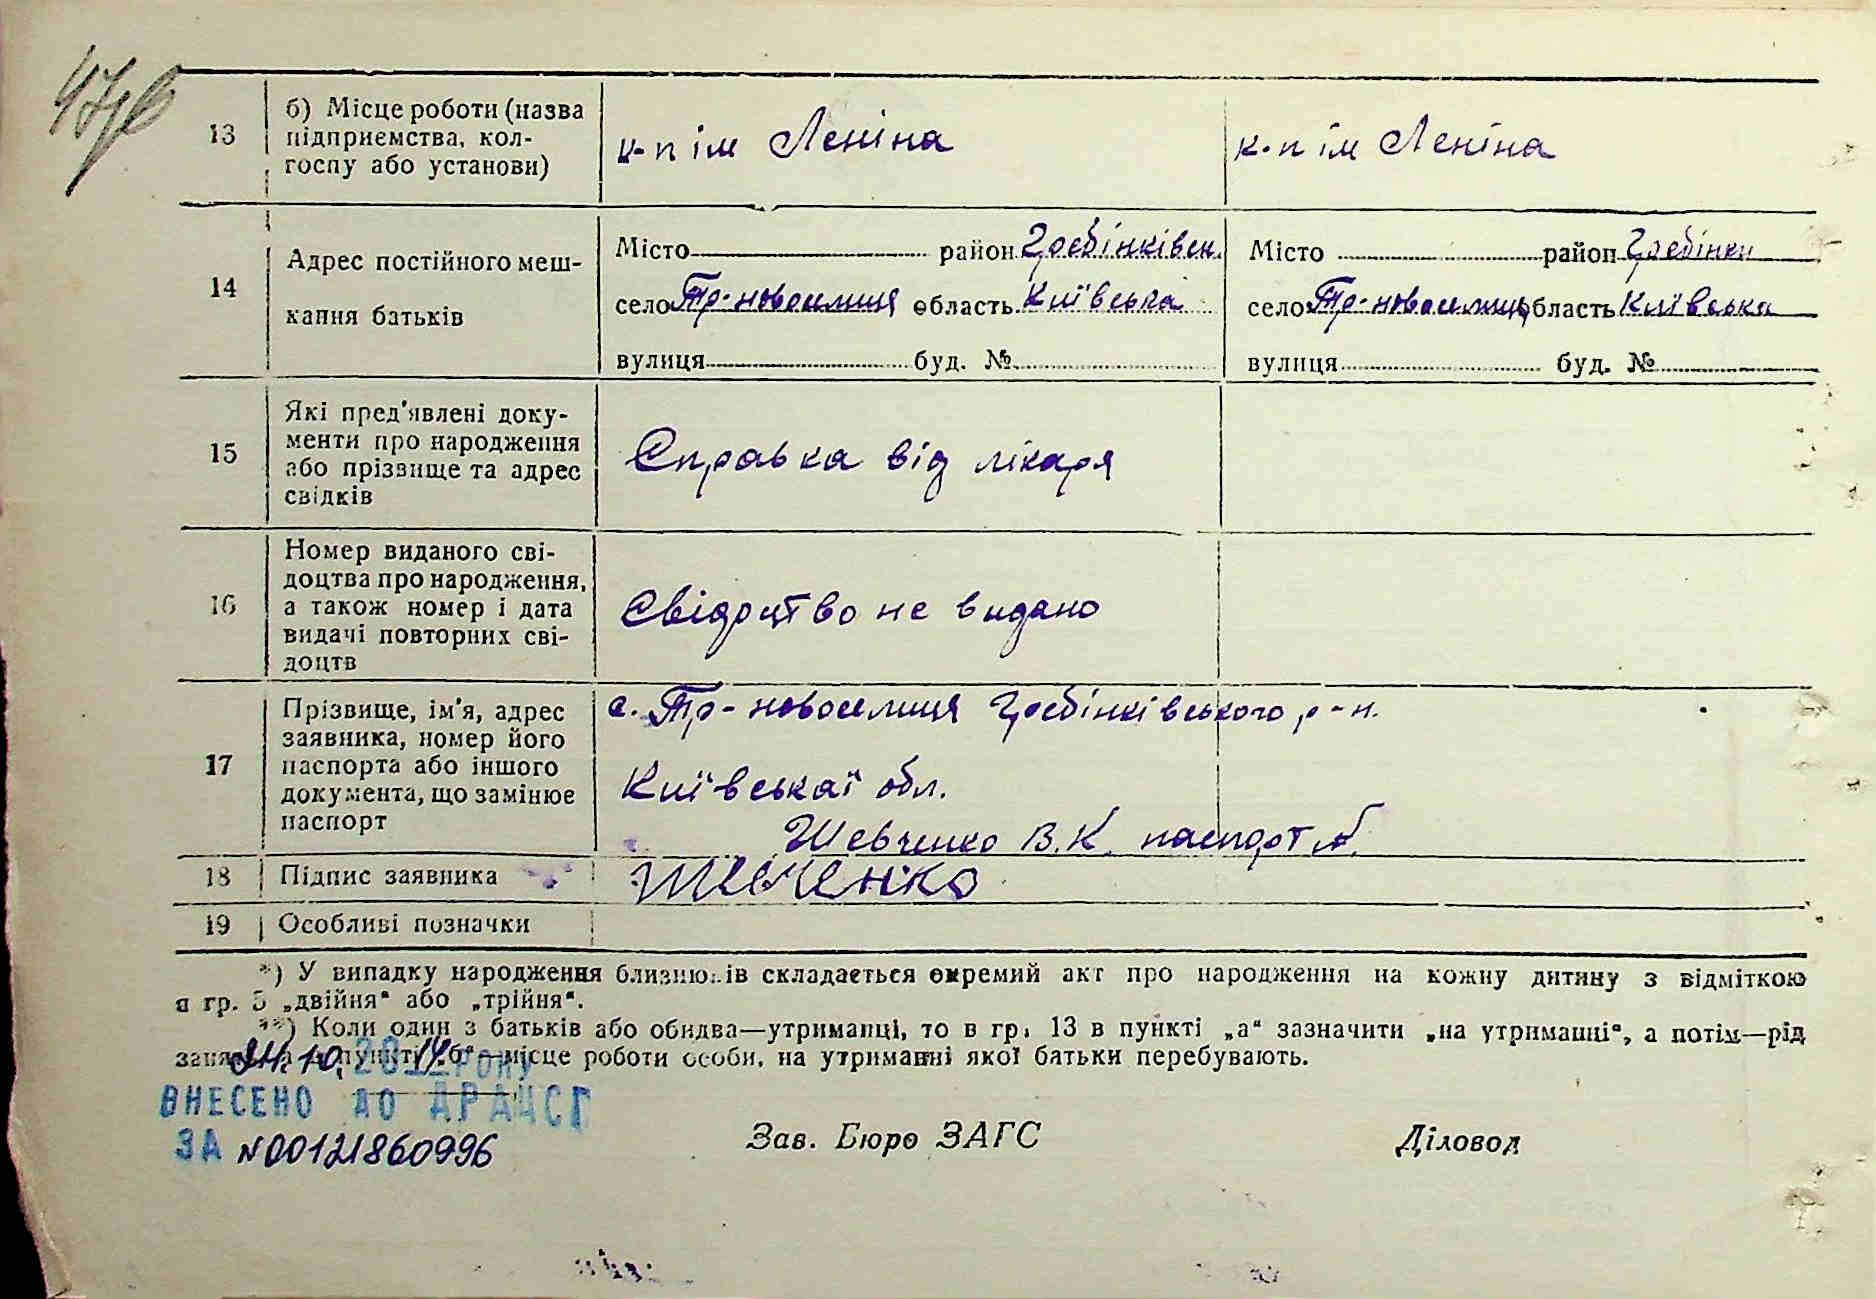 47зв
13 б) Місце роботи (назва підприємства, колгоспу або установи) к-п ім Леніна к-п ім Леніна
14 Адрес постійного мешкання батьків
Місто район Гребінківськ. Місто район Гребінки
село Тр-новоселиця область Київська село Тр-новоселиця область Київська
вулиця буд. № вулиця буд. №
15 Які пред'явлені документи про народження або прізвище та адрес свідків Справка від лікаря
16 Номер виданого свідоцтва про народження, а також номер і дата видачі повторних свідоцтв Свідоцтво не видано
17 Прізвище, ім'я, адрес заявника, номер його паспорта або іншого документа, що замінює паспорт
с. Тр-новоселиця Гребінківського р-н.
Київської обл.
Шевченко В.К. паспорт
18 Підпис заявника Шевченко
19 Особливі позначки
*) У випадку народження близнюків складається окремий акт про народження на кожну дитину з відміткою
в гр. 5 „двійня“ або „трійня“.
**) Коли один з батьків або обидва—утриманці, то в гр. 13 в пункті „а“ зазначити „на утриманні“, а потім—рід
заняття, а в пункті „б“—місце роботи особи, на утриманні якої батьки перебувають.
24.10. 2014 РОКУ
ВНЕСЕНО ДО ДРАЦСГ
ЗА №00121860996
Зав. Бюро ЗАГС Діловод